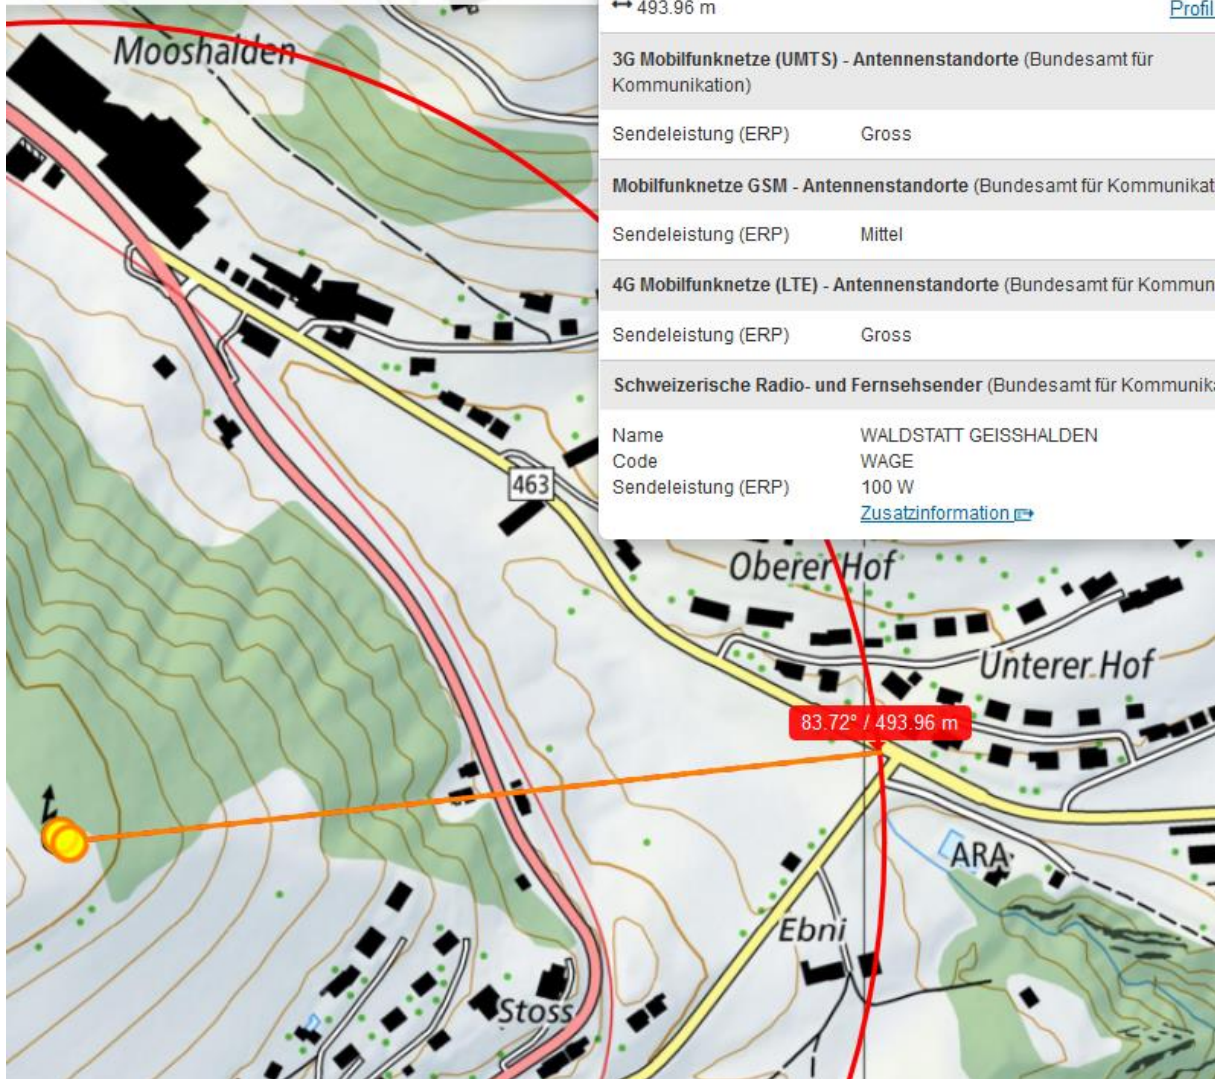 ↔ 493.96 m Profil
3G Mobilfunknetze (UMTS) - Antennenstandorte (Bundesamt für
Kommunikation)
Sendeleistung (ERP) Gross
Mobilfunknetze GSM - Antennenstandorte (Bundesamt für Kommunikat
Sendeleistung (ERP) Mittel
4G Mobilfunknetze (LTE) - Antennenstandorte (Bundesamt für Kommun
Sendeleistung (ERP) Gross
Schweizerische Radio- und Fernsehsender (Bundesamt für Kommunika
Name WALDSTATT GEISSHALDEN
Code WAGE
Sendeleistung (ERP) 100 W
Zusatzinformation
Mooshalden
463
Oberer Hof
Unterer Hof
83.72° / 493.96 m
ARA
Ebni
Stoss